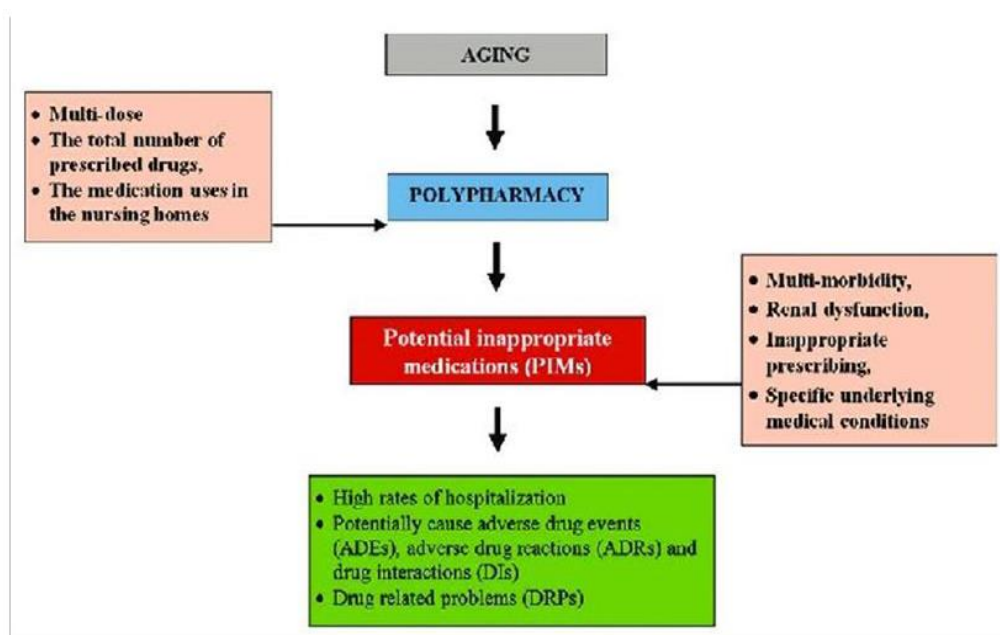 AGING
• Multi-dose
• The total number of
prescribed drugs,
• The medication uses in
the nursing homes
POLYPHARMACY
Potential inappropriate
medications (PIMs)
• Multi-morbidity,
• Renal dysfunction,
• Inappropriate
prescribing,
• Specific underlying
medical conditions
• High rates of hospitalization
• Potentially cause adverse drug events
(ADEs), adverse drug reactions (ADRs) and
drug interactions (DIs)
• Drug related problems (DRPs)